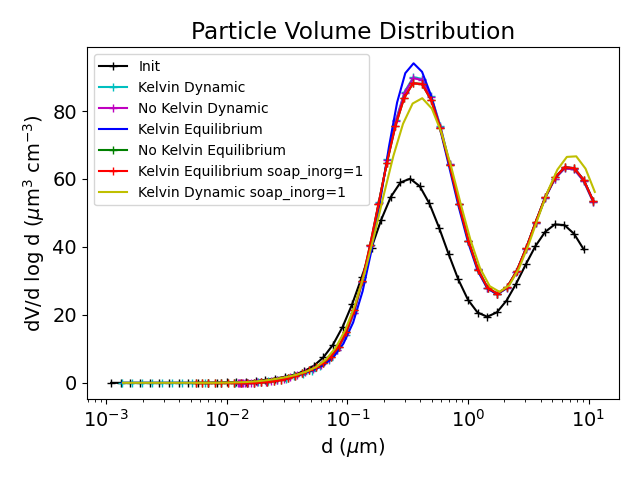 Particle Volume Distribution
dV/d log d (μm³ cm⁻³)
80
60
40
20
0
Init
Kelvin Dynamic
No Kelvin Dynamic
Kelvin Equilibrium
No Kelvin Equilibrium
Kelvin Equilibrium soap_inorg=1
Kelvin Dynamic soap_inorg=1
10⁻³ 10⁻² 10⁻¹ 10⁰ 10¹
d (μm)